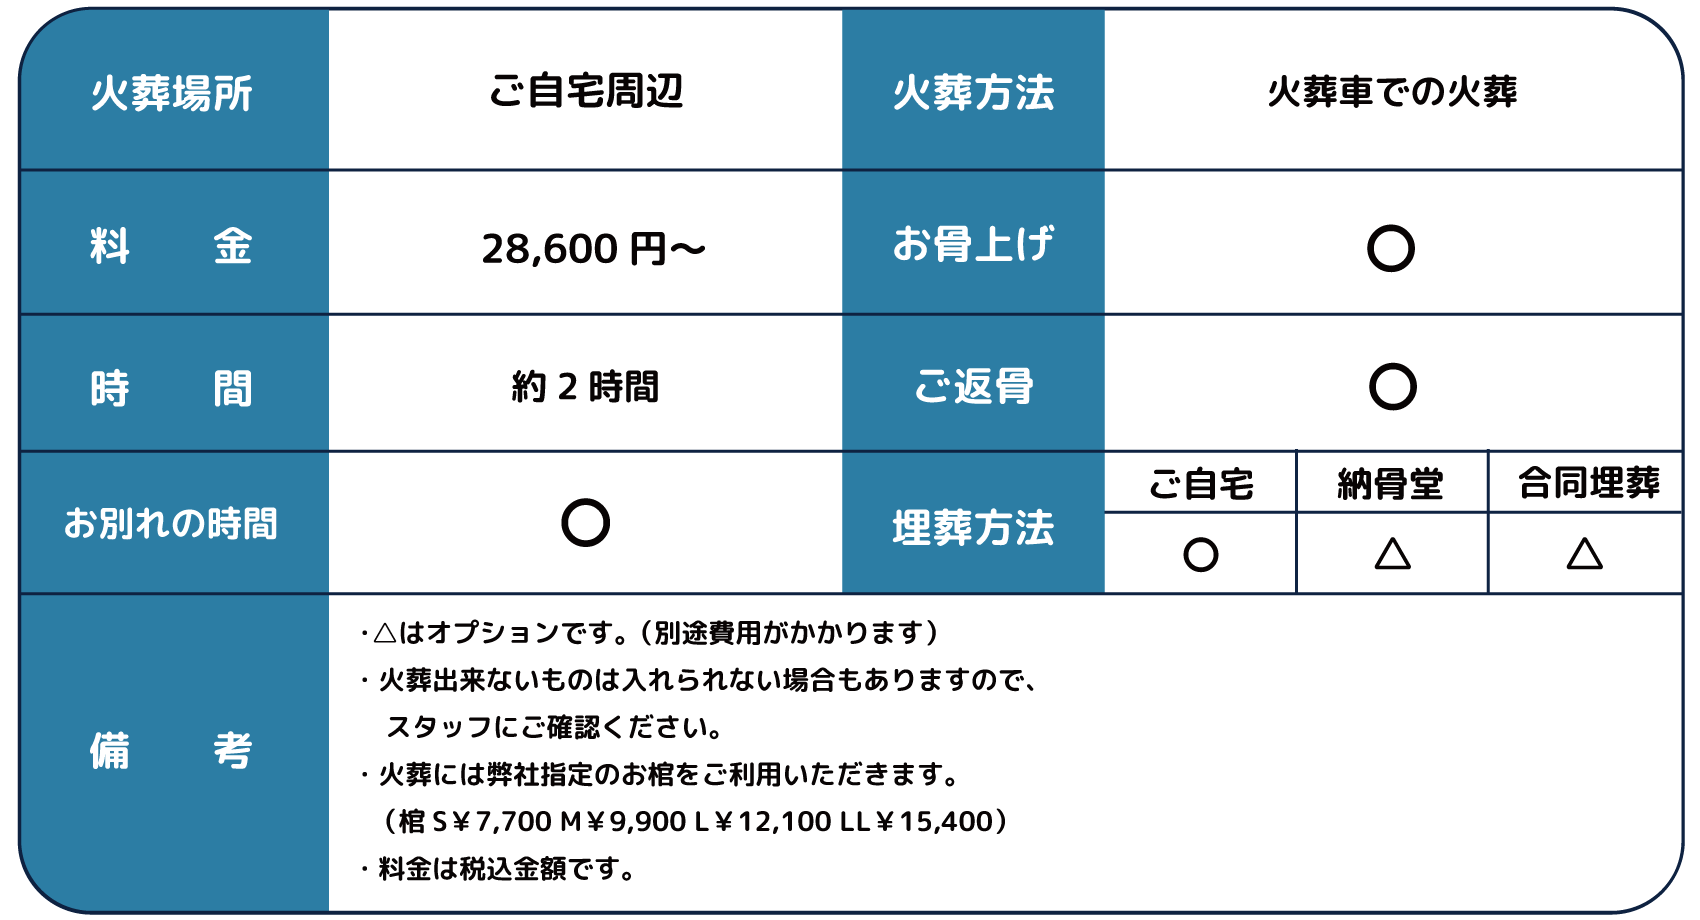 火葬場所 ご自宅周辺 火葬方法 火葬車での火葬
料 金 28,600 円～ お骨上げ ○
時 間 約 2 時間 ご返骨 ○
お別れの時間 ○ 埋葬方法
ご自宅 納骨堂 合同埋葬
○ △ △
備 考
・△はオプションです。（別途費用がかかります）
・火葬出来ないものは入れられない場合もありますので、
スタッフにご確認ください。
・火葬には弊社指定のお棺をご利用いただきます。
（棺 S￥7,700 M￥9,900 L￥12,100 LL￥15,400）
・料金は税込金額です。